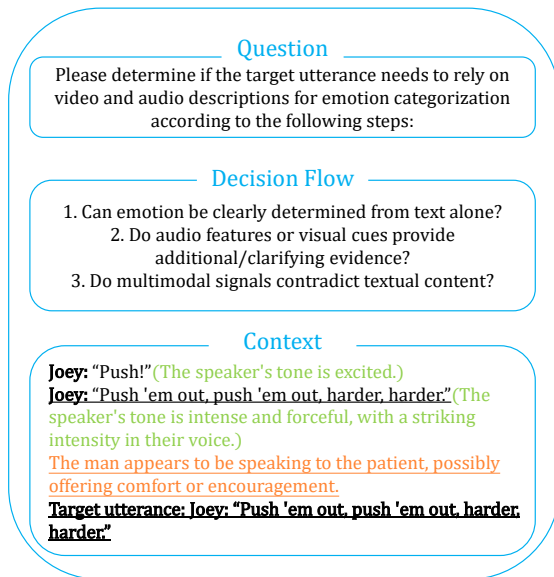 Question
Please determine if the target utterance needs to rely on
video and audio descriptions for emotion categorization
according to the following steps:
Decision Flow
1. Can emotion be clearly determined from text alone?
2. Do audio features or visual cues provide
additional/clarifying evidence?
3. Do multimodal signals contradict textual content?
Context
Joey: “Push!”(The speaker's tone is excited.)
Joey: “Push 'em out, push 'em out, harder, harder.”(The
speaker's tone is intense and forceful, with a striking
intensity in their voice.)
The man appears to be speaking to the patient, possibly
offering comfort or encouragement.
Target utterance: Joey: “Push 'em out, push 'em out, harder,
harder.”